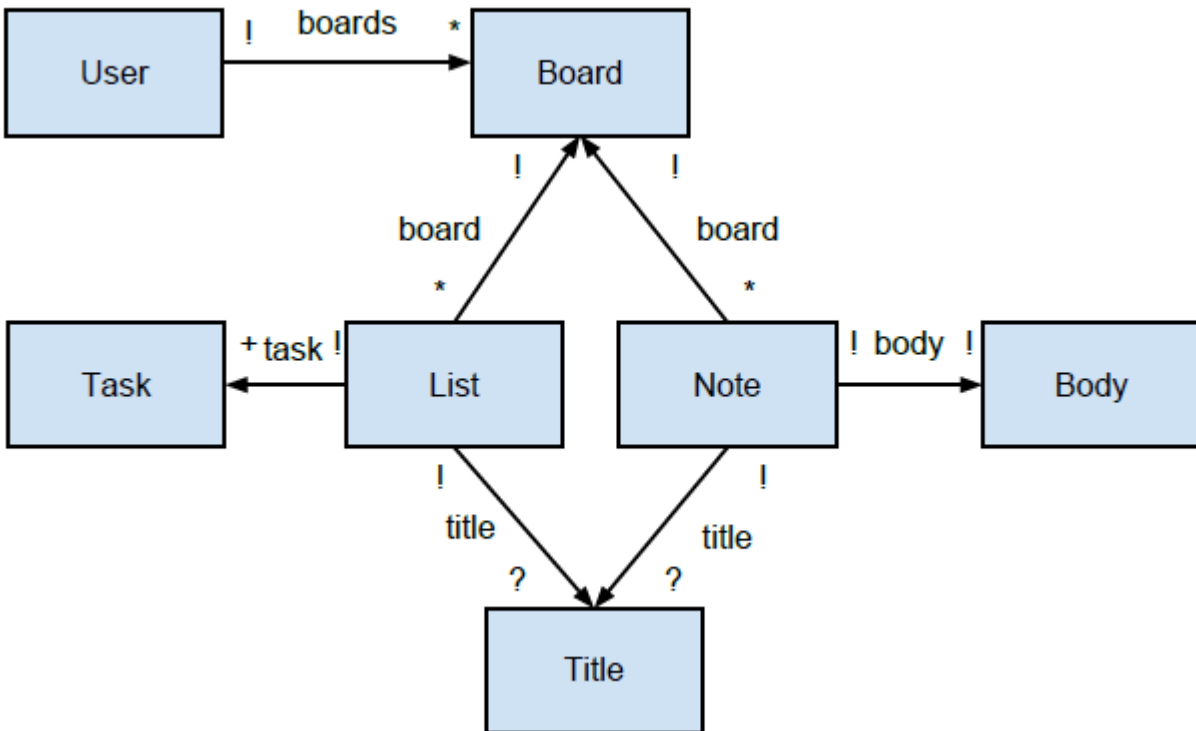 ! boards *
User
Board
! !
board board
* *
+ task ! ! body !
Task
List
Note
Body
! !
title title
? ?
Title